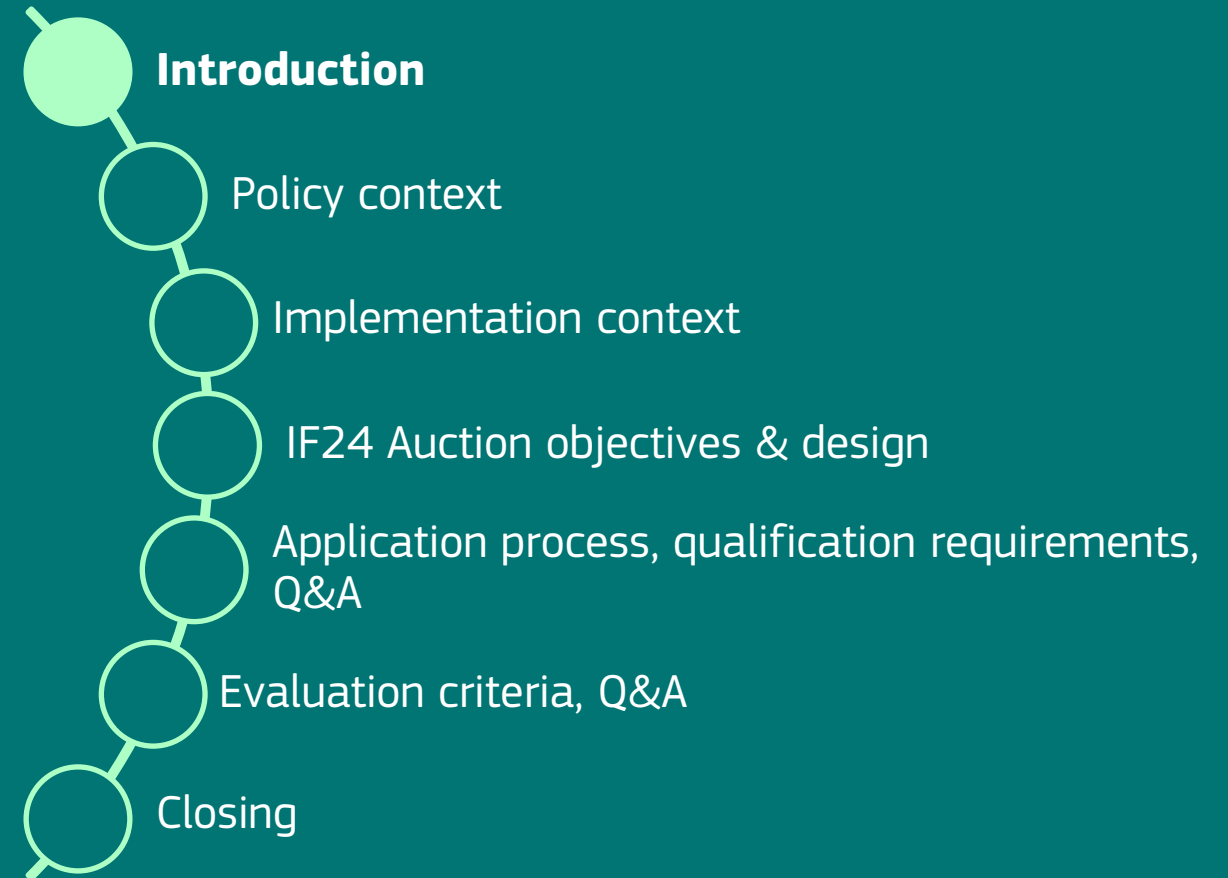 Introduction
Policy context
Implementation context
IF24 Auction objectives & design
Application process, qualification requirements,
Q&A
Evaluation criteria, Q&A
Closing